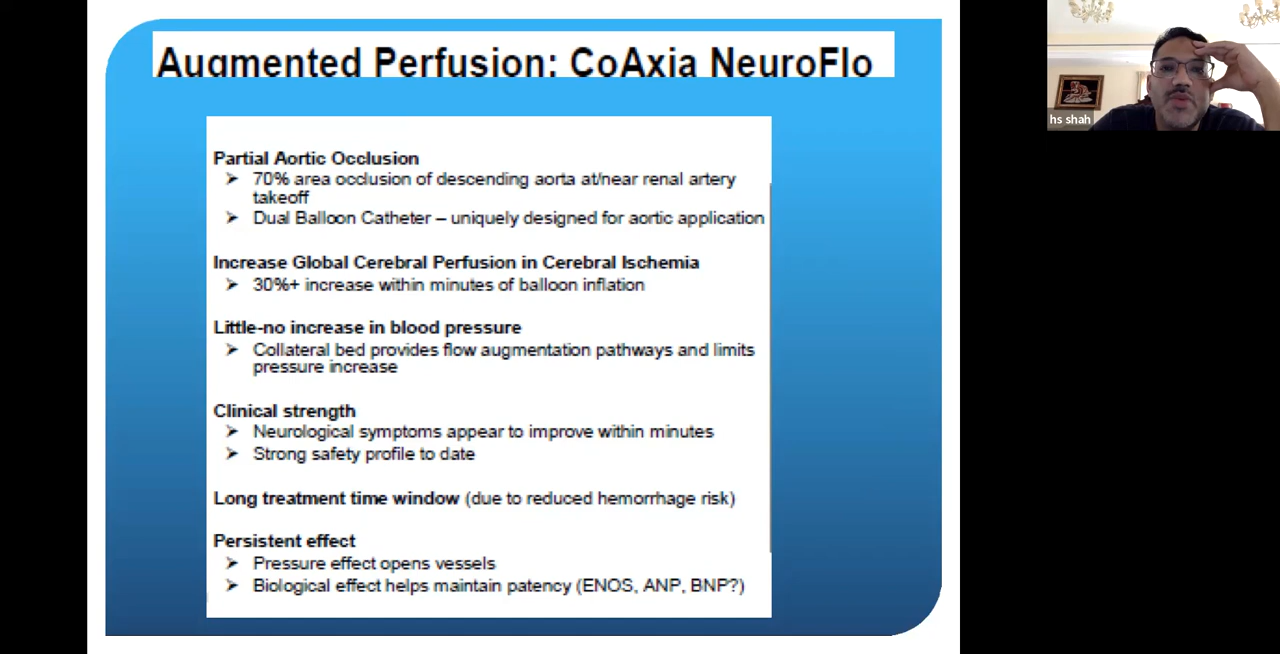 Augmented Perfusion: CoAxia NeuroFlo
Partial Aortic Occlusion
➢ 70% area occlusion of descending aorta at/near renal artery
takeoff
➢ Dual Balloon Catheter – uniquely designed for aortic application
Increase Global Cerebral Perfusion in Cerebral Ischemia
➢ 30%+ increase within minutes of balloon inflation
Little-no increase in blood pressure
➢ Collateral bed provides flow augmentation pathways and limits
pressure increase
Clinical strength
➢ Neurological symptoms appear to improve within minutes
➢ Strong safety profile to date
Long treatment time window (due to reduced hemorrhage risk)
Persistent effect
➢ Pressure effect opens vessels
➢ Biological effect helps maintain patency (ENOS, ANP, BNP?)
hs shah